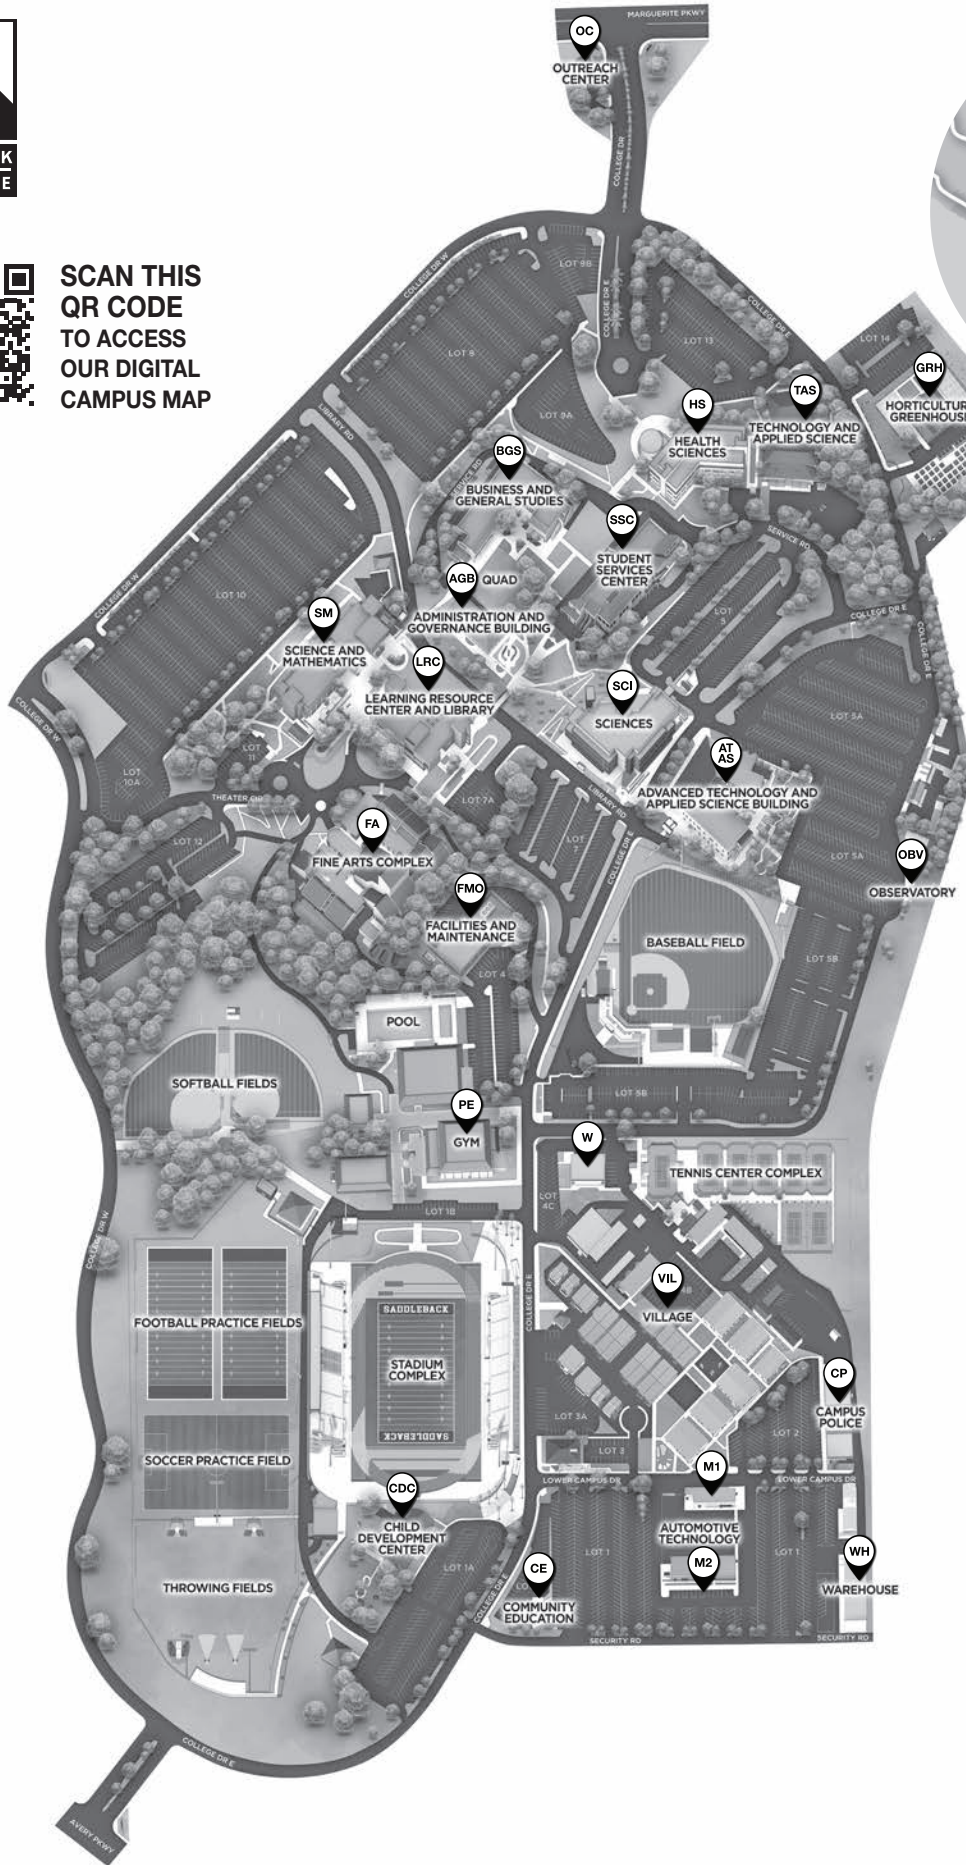 MARGUERITE PKWY
OC
OUTREACH
CENTER
COLLEGE DR
K
E
SCAN THIS
QR CODE
TO ACCESS
OUR DIGITAL
CAMPUS MAP
COLLEGE DR W
LOT 9B
COLLEGE DR E
COLLEGE DR E
LOT 13
LOT 14
LOT 8
GRH
HORTICULTUR
GREENHOUS
TAS
TECHNOLOGY AND
APPLIED SCIENCE
HS
HEALTH
SCIENCES
LOT 9A
LIBRARY RD
BGS
BUSINESS AND
GENERAL STUDIES
SERVICE RD
SSC
STUDENT
SERVICES
CENTER
SERVICE RD
AGB
QUAD
ADMINISTRATION AND
GOVERNANCE BUILDING
COLLEGE DR W
LOT 10
SM
SCIENCE AND
MATHEMATICS
LOT
5
COLLEGE DR E
COLLEGE DR E
LRC
LEARNING RESOURCE
CENTER AND LIBRARY
SCI
SCIENCES
LOT 5A
COLLEGE DR W
LOT
11
LOT
10A
AT
AS
ADVANCED TECHNOLOGY AND
APPLIED SCIENCE BUILDING
THEATER CIR
LOT 7A
LIBRARY RD
LOT 12
FA
FINE ARTS COMPLEX
LOT
7
COLLEGE DR E
LOT 5A
OBV
OBSERVATORY
FMO
FACILITIES AND
MAINTENANCE
BASEBALL FIELD
LOT 5B
LOT 4
POOL
SOFTBALL FIELDS
LOT 5B
PE
GYM
W
TENNIS CENTER COMPLEX
LOT
4C
LOT 1B
COLLEGE DR W
VIL
VILLAGE
COLLEGE DR E
SADDLEBACK
FOOTBALL PRACTICE FIELDS
STADIUM
COMPLEX
CP
CAMPUS
POLICE
LOT 3A
LOT 2
SADDLEBACK
SOCCER PRACTICE FIELD
M1
LOWER CAMPUS DR
LOWER CAMPUS DR
CDC
CHILD
DEVELOPMENT
CENTER
AUTOMOTIVE
TECHNOLOGY
LOT 1
LOT 1
WH
WAREHOUSE
LOT 1A
CE
M2
THROWING FIELDS
COLLEGE DR E
COMMUNITY
EDUCATION
SECURITY RD
SECURITY RD
COLLEGE DR E
AVERY PKWY